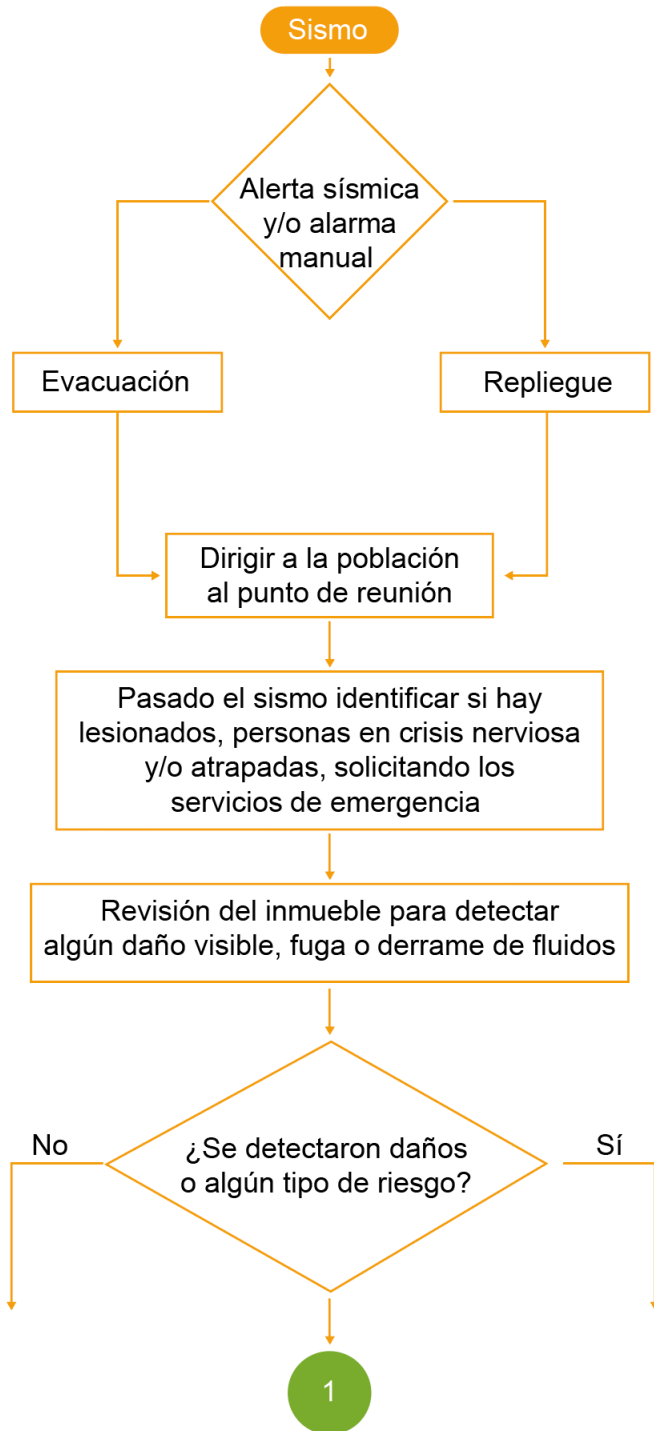 Sismo
Alerta sísmica
y/o alarma
manual
Evacuación
Repliegue
Dirigir a la población
al punto de reunión
Pasado el sismo identificar si hay
lesionados, personas en crisis nerviosa
y/o atrapadas, solicitando los
servicios de emergencia
Revisión del inmueble para detectar
algún daño visible, fuga o derrame de fluidos
No
¿Se detectaron daños
o algún tipo de riesgo?
Sí
1